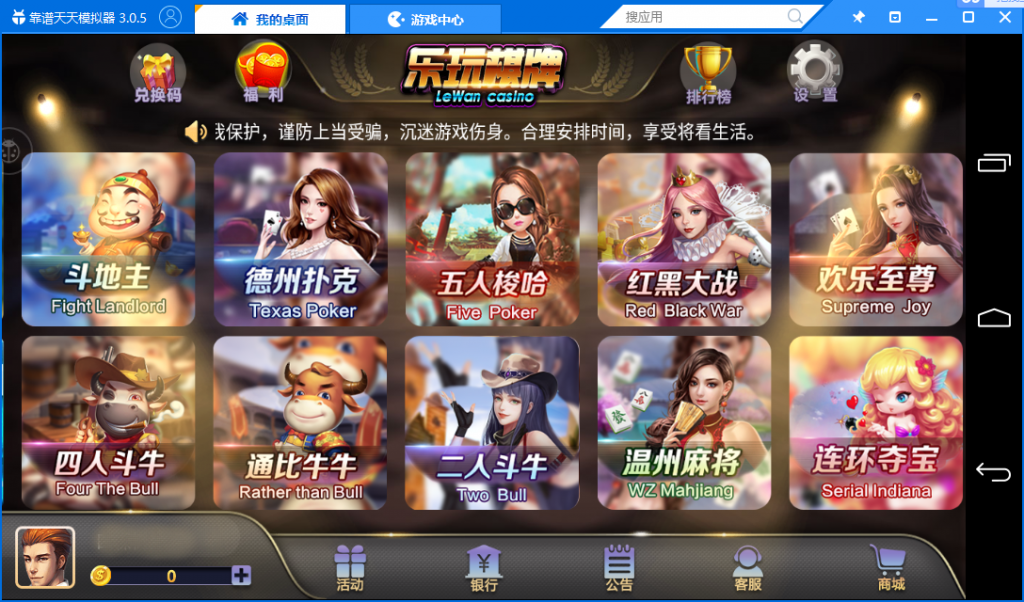 靠谱天天模拟器 3.0.5
我的桌面
游戏中心
搜应用
兑换码
福利
乐玩棋牌
LeWan casino
排行榜
设置
我保护，谨防上当受骗，沉迷游戏伤身。合理安排时间，享受将看生活。
斗地主
Fight Landlord
德州扑克
Texas Poker
五人梭哈
Five Poker
红黑大战
Red Black War
欢乐至尊
Supreme Joy
四人斗牛
Four The Bull
通比牛牛
Rather than Bull
二人斗牛
Two Bull
温州麻将
WZ Mahjiang
连环夺宝
Serial Indiana
0
活动
银行
公告
客服
商城